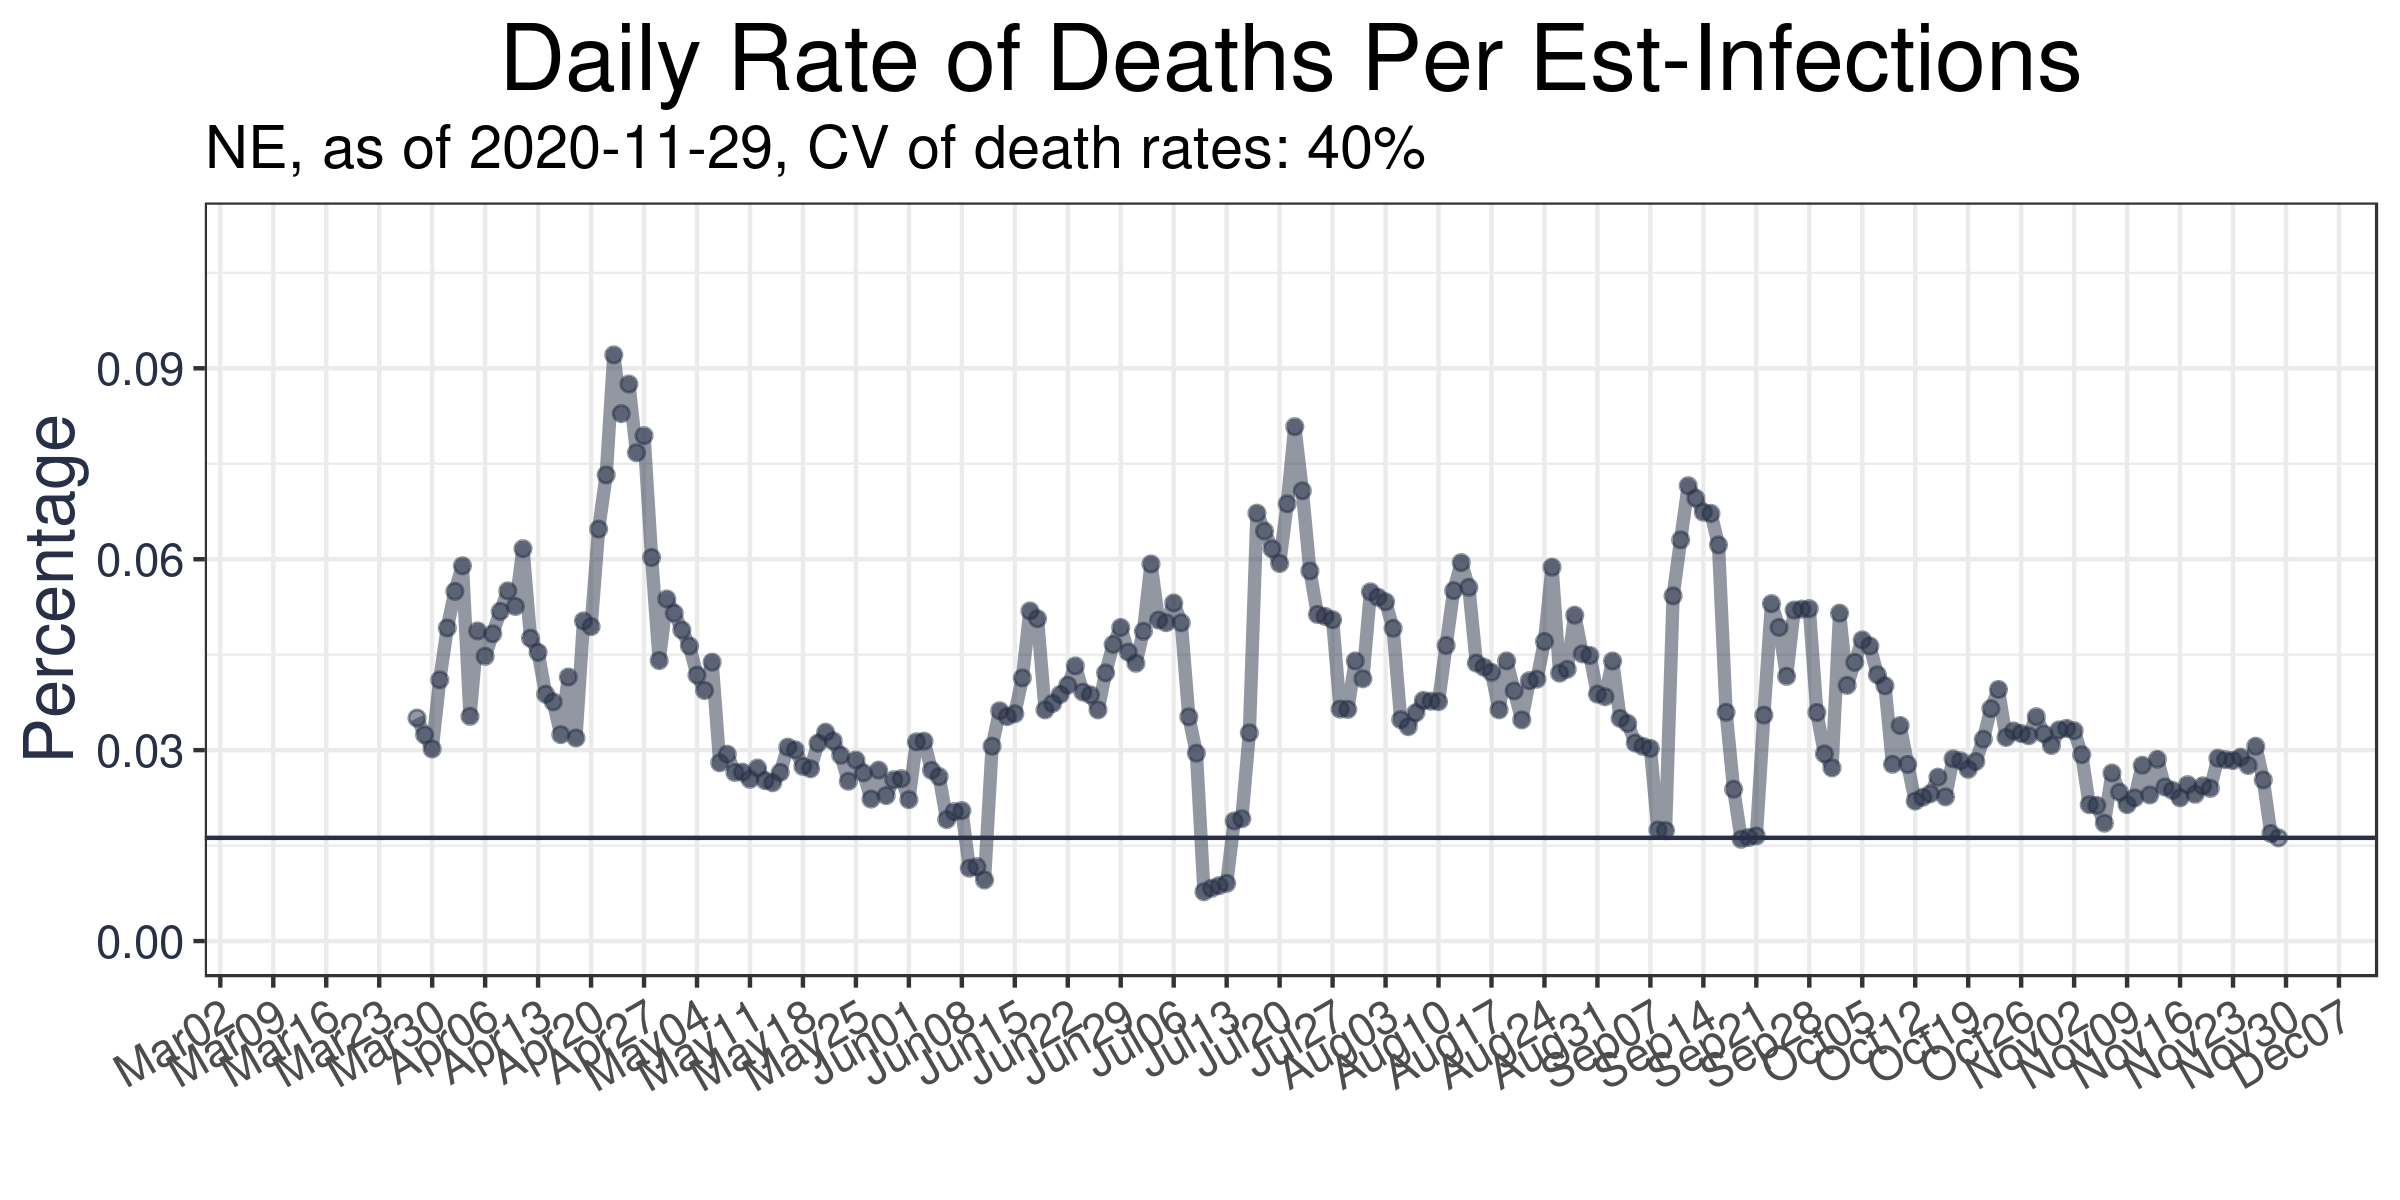 Daily Rate of Deaths Per Est-Infections
NE, as of 2020-11-29, CV of death rates: 40%
Percentage
0.09
0.06
0.03
0.00
Mar02
Mar09
Mar16
Mar23
Mar30
Apr06
Apr13
Apr20
Apr27
May04
May11
May18
May25
Jun01
Jun08
Jun15
Jun22
Jun29
Jul06
Jul13
Jul20
Jul27
Aug03
Aug10
Aug17
Aug24
Aug31
Sep07
Sep14
Sep21
Sep28
Oct05
Oct12
Oct19
Oct26
Nov02
Nov09
Nov16
Nov23
Nov30
Dec07